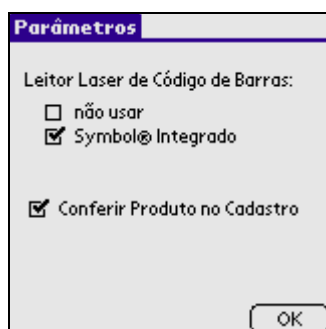 Parâmetros
Leitor Laser de Código de Barras:
não usar
Symbol® Integrado
Conferir Produto no Cadastro
OK